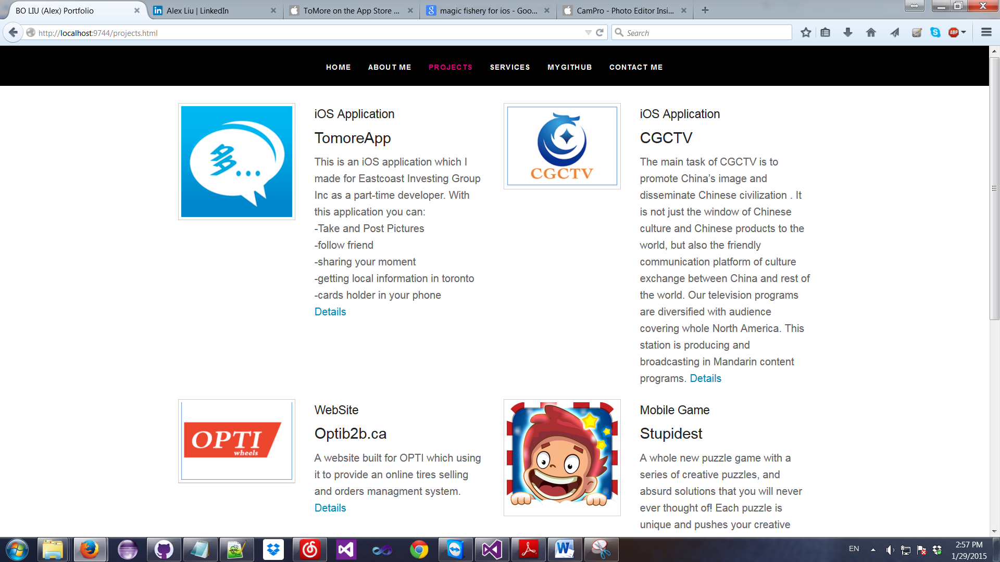 BO LIU (Alex) Portfolio
Alex Liu | LinkedIn
ToMore on the App Store ...
magic fishery for ios - Goo...
CamPro - Photo Editor Insi...
http://localhost:9744/projects.html
Search
ABP
HOME
ABOUT ME
PROJECTS
SERVICES
MYGITHUB
CONTACT ME
多...
iOS Application
TomoreApp
This is an iOS application which I
made for Eastcoast Investing Group
Inc as a part-time developer. With
this application you can:
-Take and Post Pictures
-follow friend
-sharing your moment
-getting local information in toronto
-cards holder in your phone
Details
CGCTV
iOS Application
CGCTV
The main task of CGCTV is to
promote China’s image and
disseminate Chinese civilization . It
is not just the window of Chinese
culture and Chinese products to the
world, but also the friendly
communication platform of culture
exchange between China and rest of
the world. Our television programs
are diversified with audience
covering whole North America. This
station is producing and
broadcasting in Mandarin content
programs. Details
OPTI
wheels
WebSite
Optib2b.ca
A website built for OPTI which using
it to provide an online tires selling
and orders managment system.
Details
Mobile Game
Stupidest
A whole new puzzle game with a
series of creative puzzles, and
absurd solutions that you will never
ever thought of! Each puzzle is
unique and pushes your creative
EN
2:57 PM
1/29/2015